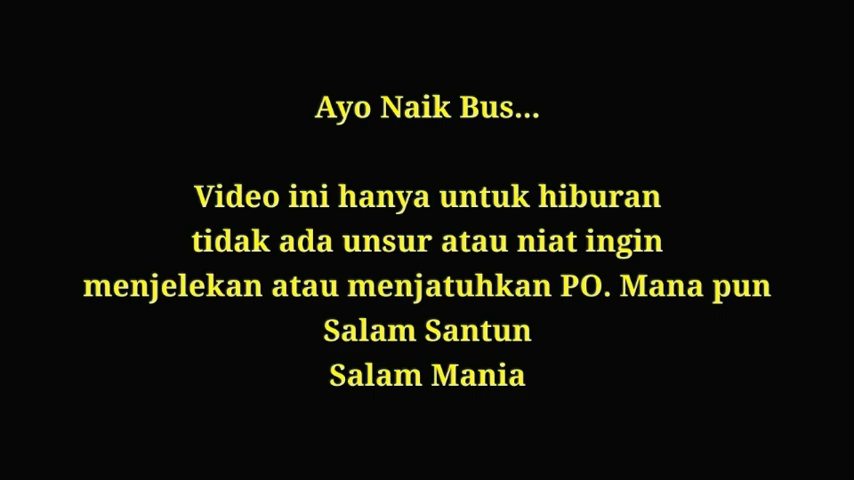 Ayo Naik Bus...
Video ini hanya untuk hiburan
tidak ada unsur atau niat ingin
menjelekan atau menjatuhkan PO. Mana pun
Salam Santun
Salam Mania